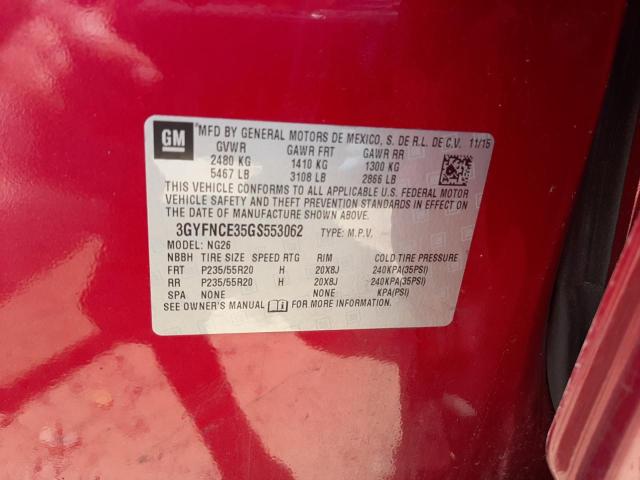 GM MFD BY GENERAL MOTORS DE MEXICO, S. DE R.L. DE C.V. 11/15
GVWR GAWR FRT GAWR RR
2480 KG 1410 KG 1300 KG
5467 LB 3108 LB 2866 LB
THIS VEHICLE CONFORMS TO ALL APPLICABLE U.S. FEDERAL MOTOR
VEHICLE SAFETY AND THEFT PREVENTION STANDARDS IN EFFECT ON
THE DATE OF MANUFACTURE SHOWN ABOVE.
3GYFNCE35GS553062 TYPE: M.P.V.
MODEL: NG26
NBBH TIRE SIZE SPEED RTG RIM COLD TIRE PRESSURE
FRT P235/55R20 H 20X8J 240KPA(35PSI)
RR P235/55R20 H 20X8J 240KPA(35PSI)
SPA NONE NONE KPA(PSI)
SEE OWNER'S MANUAL FOR MORE INFORMATION.